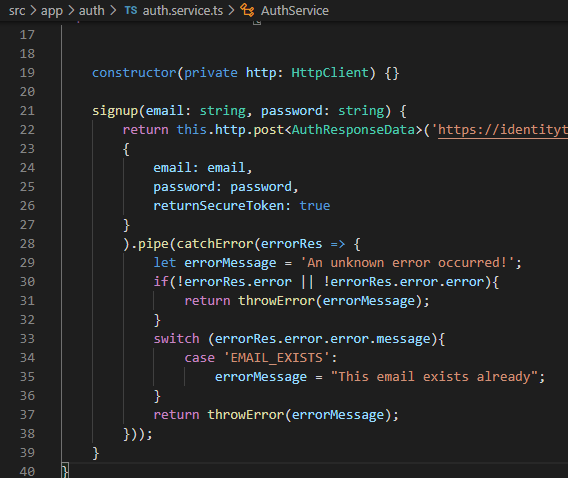 src > app > auth > TS auth.service.ts > AuthService
17
18
19 constructor(private http: HttpClient) {}
20
21 signup(email: string, password: string) {
22 return this.http.post<AuthResponseData>('https://identityt
23 {
24 email: email,
25 password: password,
26 returnSecureToken: true
27 }
28 ).pipe(catchError(errorRes => {
29 let errorMessage = 'An unknown error occurred!';
30 if(!errorRes.error || !errorRes.error.error){
31 return throwError(errorMessage);
32 }
33 switch (errorRes.error.error.message){
34 case 'EMAIL_EXISTS':
35 errorMessage = "This email exists already";
36 }
37 return throwError(errorMessage);
38 }));
39 }
40 }